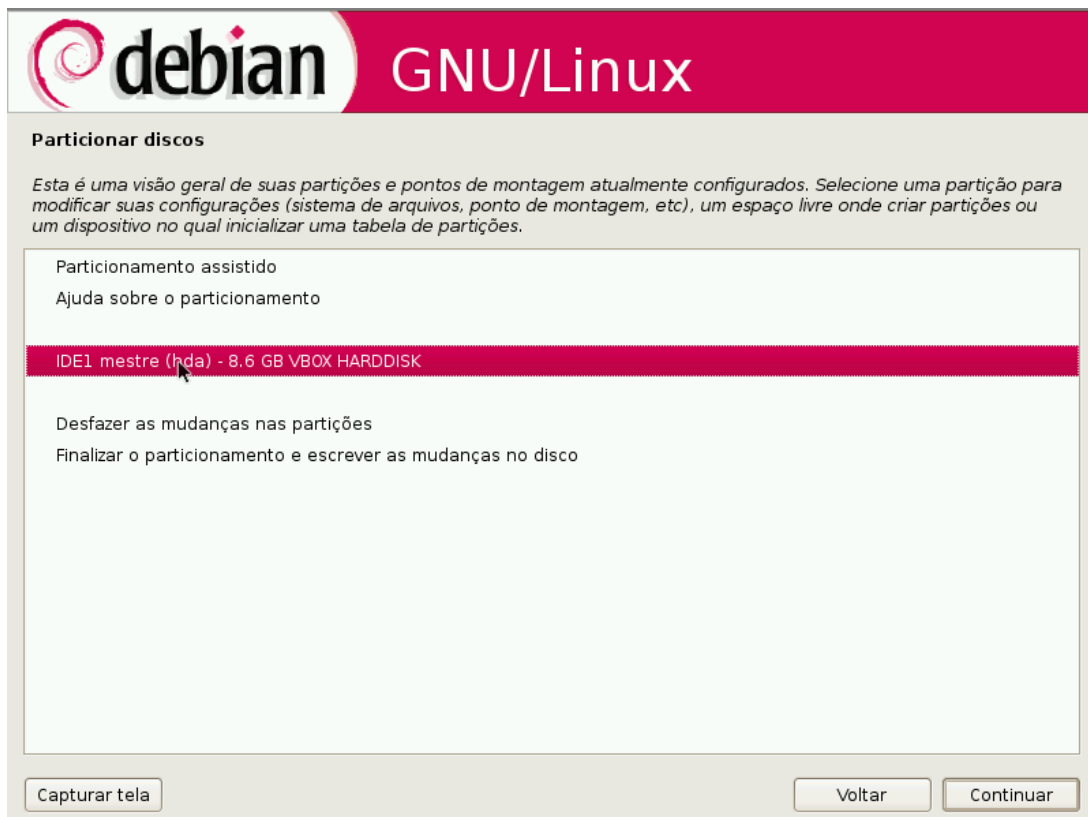 debian GNU/Linux
Particionar discos
Esta é uma visão geral de suas partições e pontos de montagem atualmente configurados. Selecione uma partição para
modificar suas configurações (sistema de arquivos, ponto de montagem, etc), um espaço livre onde criar partições ou
um dispositivo no qual inicializar uma tabela de partições.
Particionamento assistido
Ajuda sobre o particionamento
IDE1 mestre (hda) - 8.6 GB VBOX HARDDISK
Desfazer as mudanças nas partições
Finalizar o particionamento e escrever as mudanças no disco
Capturar tela Voltar Continuar